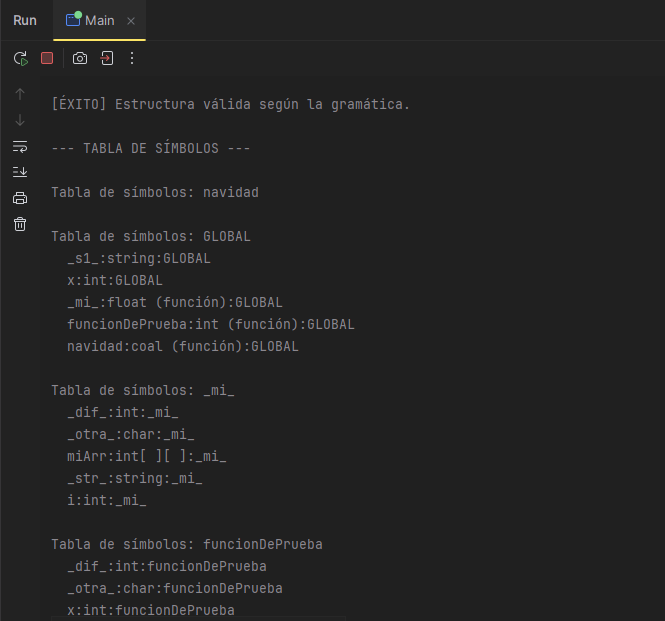 Run Main
[ÉXITO] Estructura válida según la gramática.
--- TABLA DE SÍMBOLOS ---
Tabla de símbolos: navidad
Tabla de símbolos: GLOBAL
_s1_:string:GLOBAL
x:int:GLOBAL
_mi_:float (función):GLOBAL
funcionDePrueba:int (función):GLOBAL
navidad:coal (función):GLOBAL
Tabla de símbolos: _mi_
_dif_:int:_mi_
_otra_:char:_mi_
miArr:int[ ][ ]:_mi_
_str_:string:_mi_
i:int:_mi_
Tabla de símbolos: funcionDePrueba
_dif_:int:funcionDePrueba
_otra_:char:funcionDePrueba
x:int:funcionDePrueba